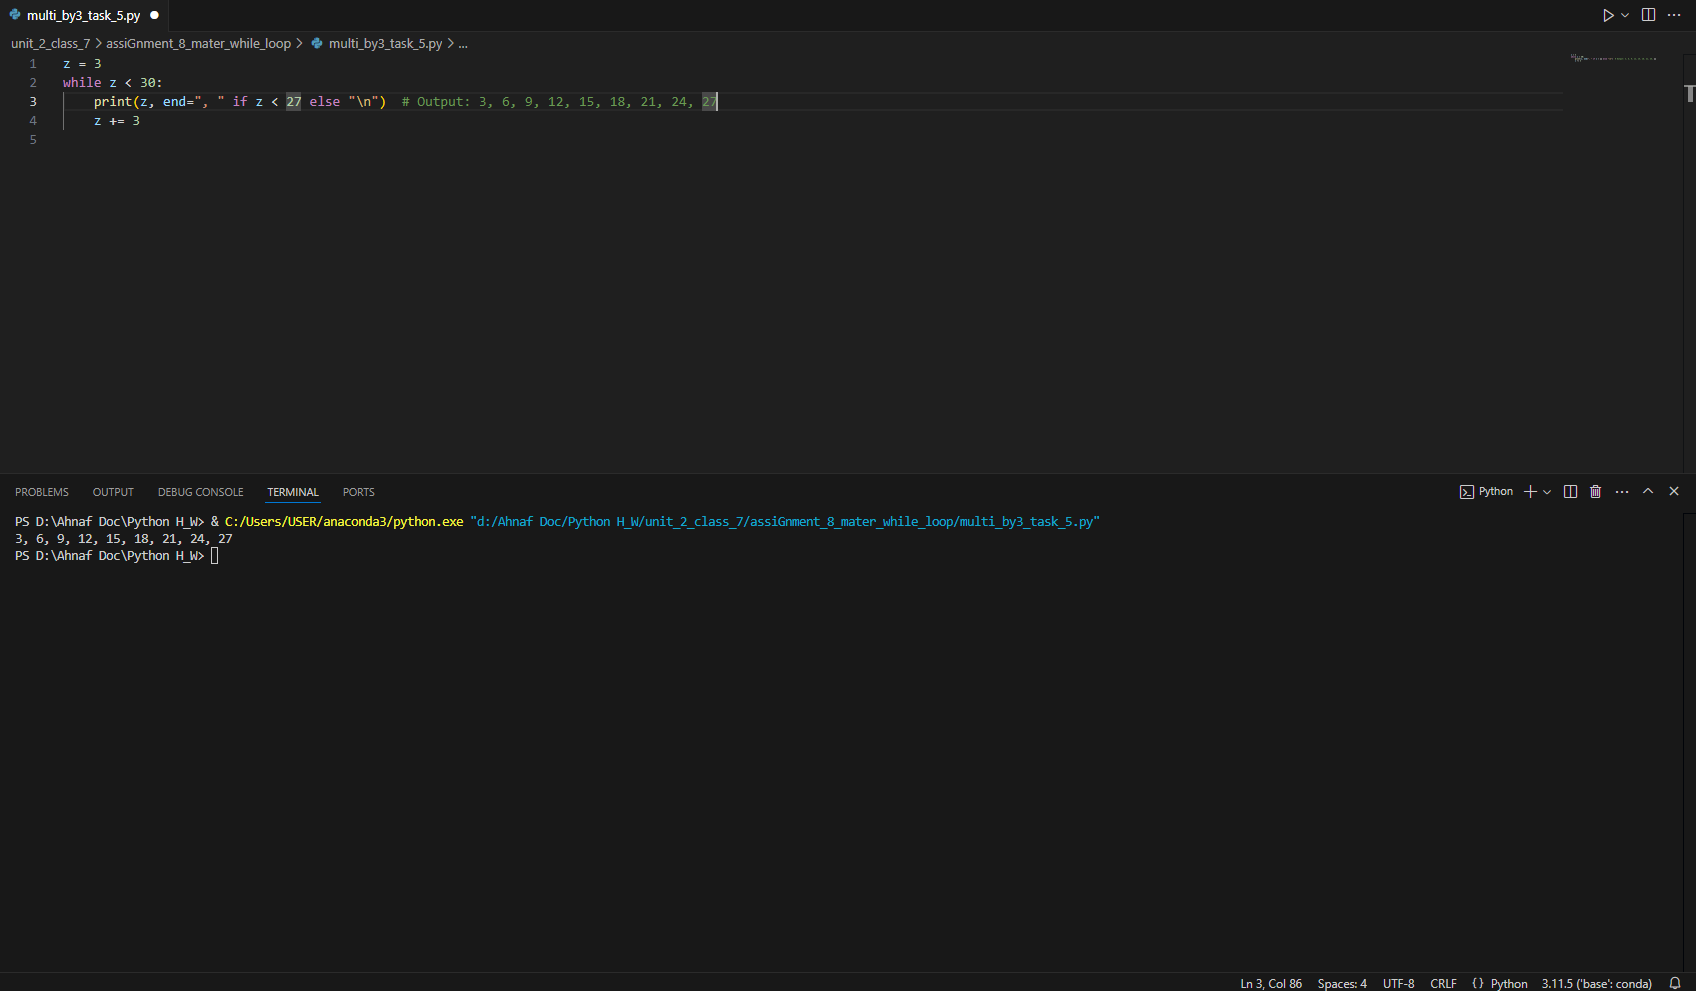 multi_by3_task_5.py
unit_2_class_7 > assiGnment_8_mater_while_loop > multi_by3_task_5.py > ...
1 z = 3
2 while z < 30:
3     print(z, end=", " if z < 27 else "\n")  # Output: 3, 6, 9, 12, 15, 18, 21, 24, 27
4     z += 3
5
PROBLEMS OUTPUT DEBUG CONSOLE TERMINAL PORTS Python
PS D:\Ahnaf Doc\Python H_W> & C:/Users/USER/anaconda3/python.exe "d:/Ahnaf Doc/Python H_W/unit_2_class_7/assiGnment_8_mater_while_loop/multi_by3_task_5.py"
3, 6, 9, 12, 15, 18, 21, 24, 27
PS D:\Ahnaf Doc\Python H_W>
Ln 3, Col 86 Spaces: 4 UTF-8 CRLF {} Python 3.11.5 ('base': conda)